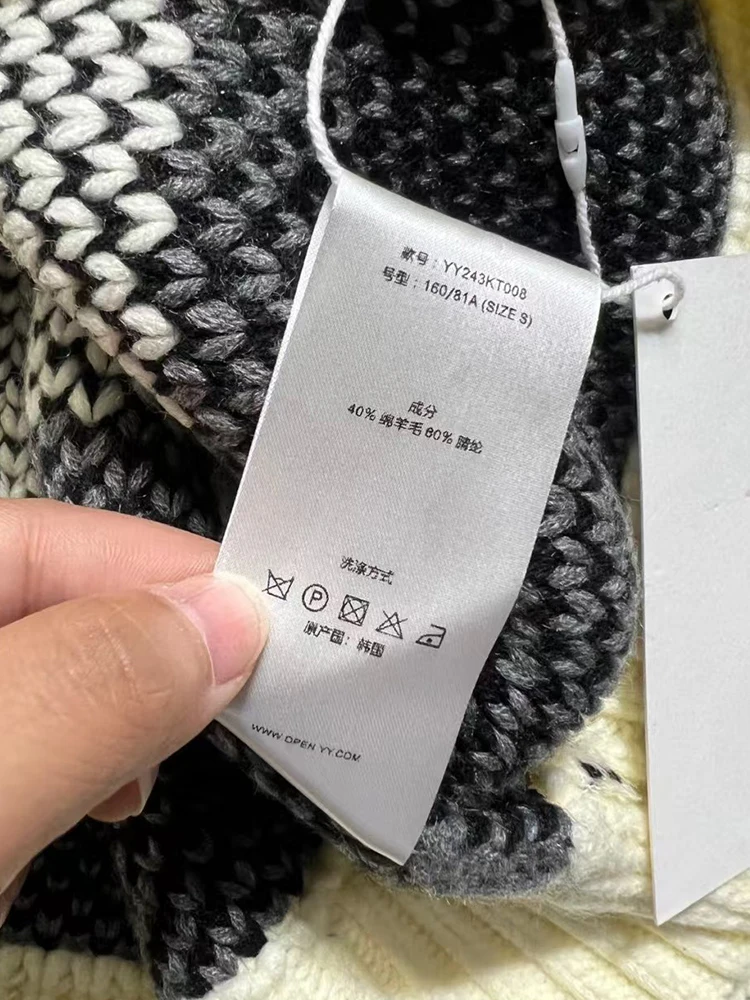 款号：YY243KT008
号型：160/81A (SIZE S)
成分
40% 绵羊毛 60% 腈纶
洗涤方式
P
原产国：韩国
WWW.OPEN YY.COM